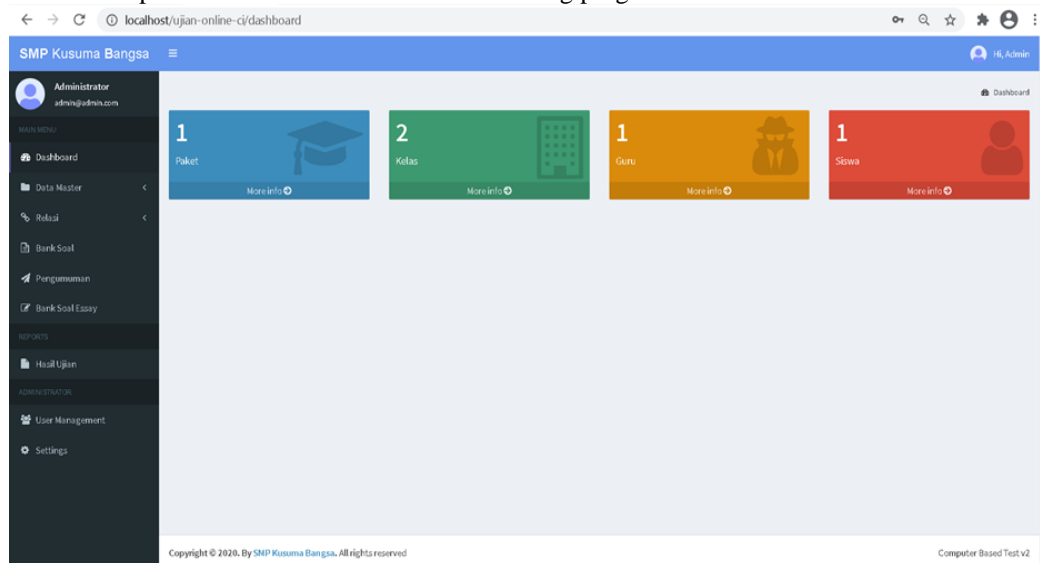 localhost/ujian-online-ci/dashboard
SMP Kusuma Bangsa
Hi, Admin
Administrator
admin@admin.com
Dashboard
MAIN MENU
Dashboard
Data Master
Relasi
Bank Soal
Pengumuman
Bank Soal Essay
REPORTS
Hasil Ujian
ADMINISTRATOR
User Management
Settings
1
Paket
More info
2
Kelas
More info
1
Guru
More info
1
Siswa
More info
Copyright © 2020. By SMP Kusuma Bangsa. All rights reserved
Computer Based Test v2